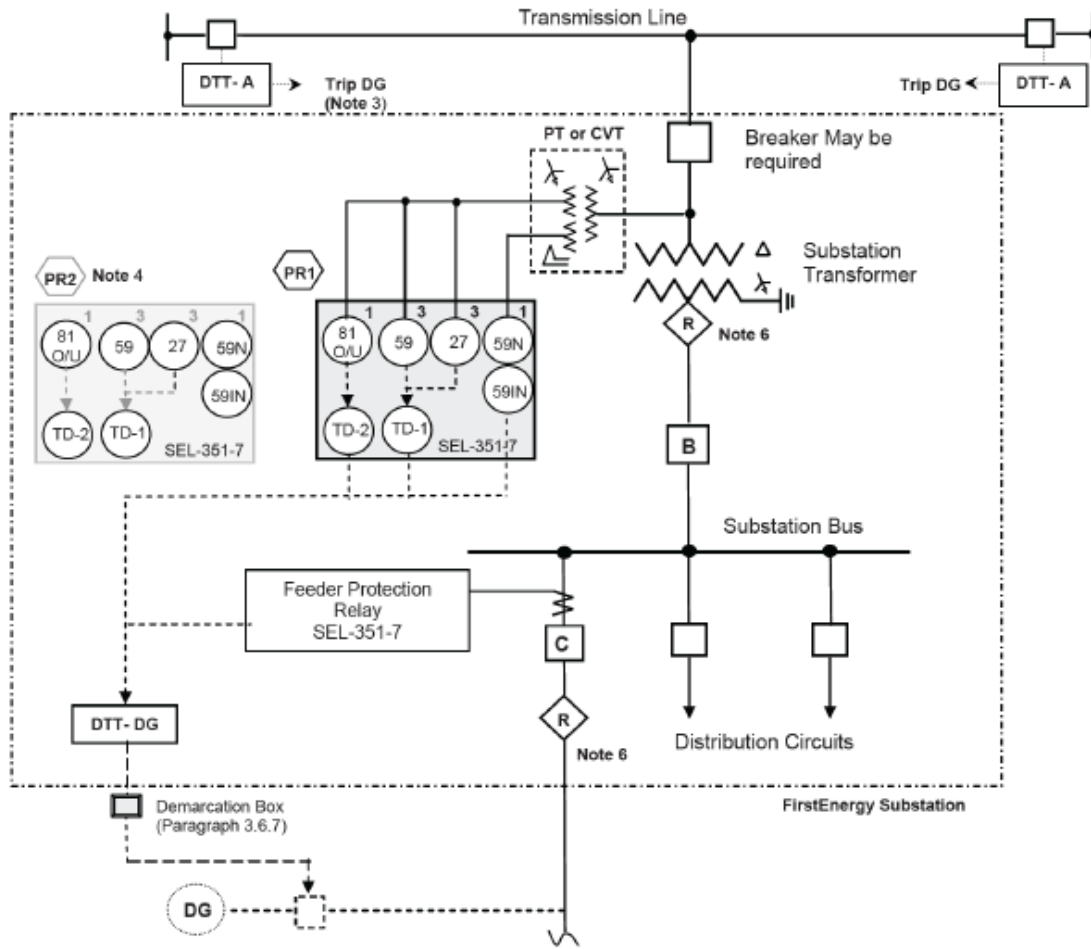 Transmission Line
DTT- A
Trip DG
(Note 3)
Trip DG
DTT- A
PT or CVT
Breaker May be
required
Substation
Transformer
PR2
Note 4
PR1
R
Note 6
1
3
3
1
81
O/U
59
27
59N
59IN
TD-2
TD-1
SEL-351-7
1
3
3
1
81
O/U
59
27
59N
59IN
TD-2
TD-1
SEL-351-7
B
Substation Bus
Feeder Protection
Relay
SEL-351-7
C
R
Note 6
DTT- DG
Distribution Circuits
FirstEnergy Substation
Demarcation Box
(Paragraph 3.6.7)
DG